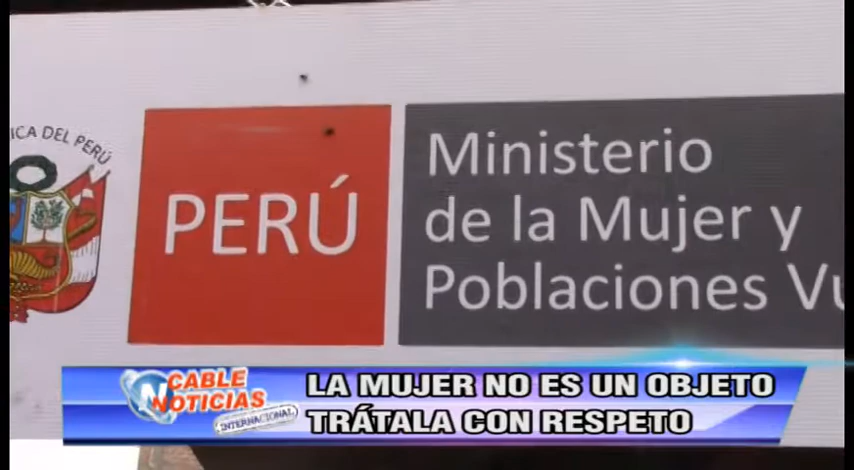 ICA DEL PERÚ
PERÚ
Ministerio
de la Mujer y
Poblaciones Vu
CABLE
NOTICIAS
INTERNACIONAL
LA MUJER NO ES UN OBJETO
TRÁTALA CON RESPETO